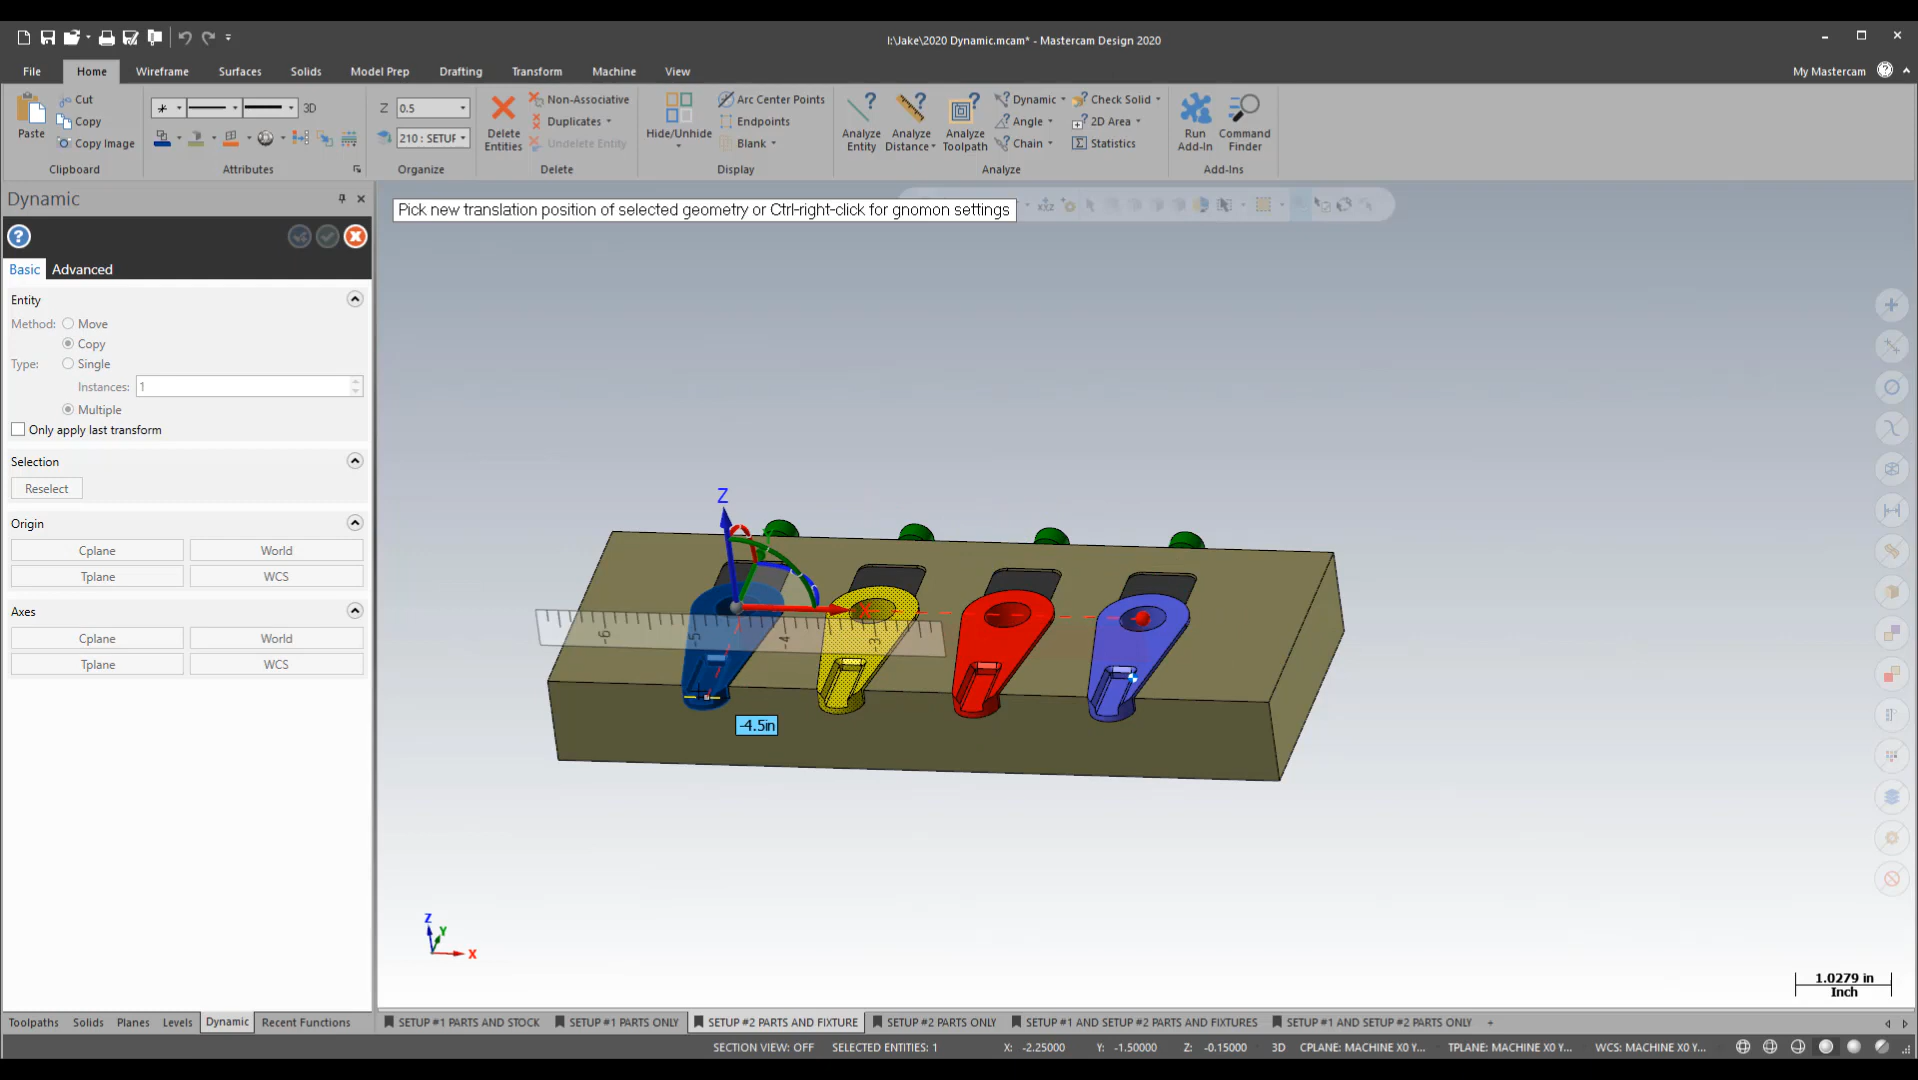 I:\Jake\2020 Dynamic.mcam* - Mastercam Design 2020
File Home Wireframe Surfaces Solids Model Prep Drafting Transform Machine View
My Mastercam
Paste
Cut
Copy
Copy Image
Clipboard
3D
Attributes
Z 0.5
210 : SETUP
Organize
Delete Entities
Non-Associative
Duplicates
Undelete Entity
Delete
Hide/Unhide
Arc Center Points
Endpoints
Blank
Display
Analyze Entity
Analyze Distance
Analyze Toolpath
Dynamic
Angle
Chain
Check Solid
2D Area
Statistics
Analyze
Run Add-In
Command Finder
Add-Ins
Dynamic
Basic Advanced
Entity
Method: Move
Copy
Type: Single
Instances: 1
Multiple
Only apply last transform
Selection
Reselect
Origin
Cplane World
Tplane WCS
Axes
Cplane World
Tplane WCS
Pick new translation position of selected geometry or Ctrl-right-click for gnomon settings
Z
X
-6 -5 -4 -3
-4.5in
Z
Y
X
1.0279 in
Inch
Toolpaths Solids Planes Levels Dynamic Recent Functions
SETUP #1 PARTS AND STOCK SETUP #1 PARTS ONLY SETUP #2 PARTS AND FIXTURE SETUP #2 PARTS ONLY SETUP #1 AND SETUP #2 PARTS AND FIXTURES SETUP #1 AND SETUP #2 PARTS ONLY +
SECTION VIEW: OFF SELECTED ENTITIES: 1 X: -2.25000 Y: -1.50000 Z: -0.15000 3D CPLANE: MACHINE X0 Y... TPLANE: MACHINE X0 Y... WCS: MACHINE X0 Y...